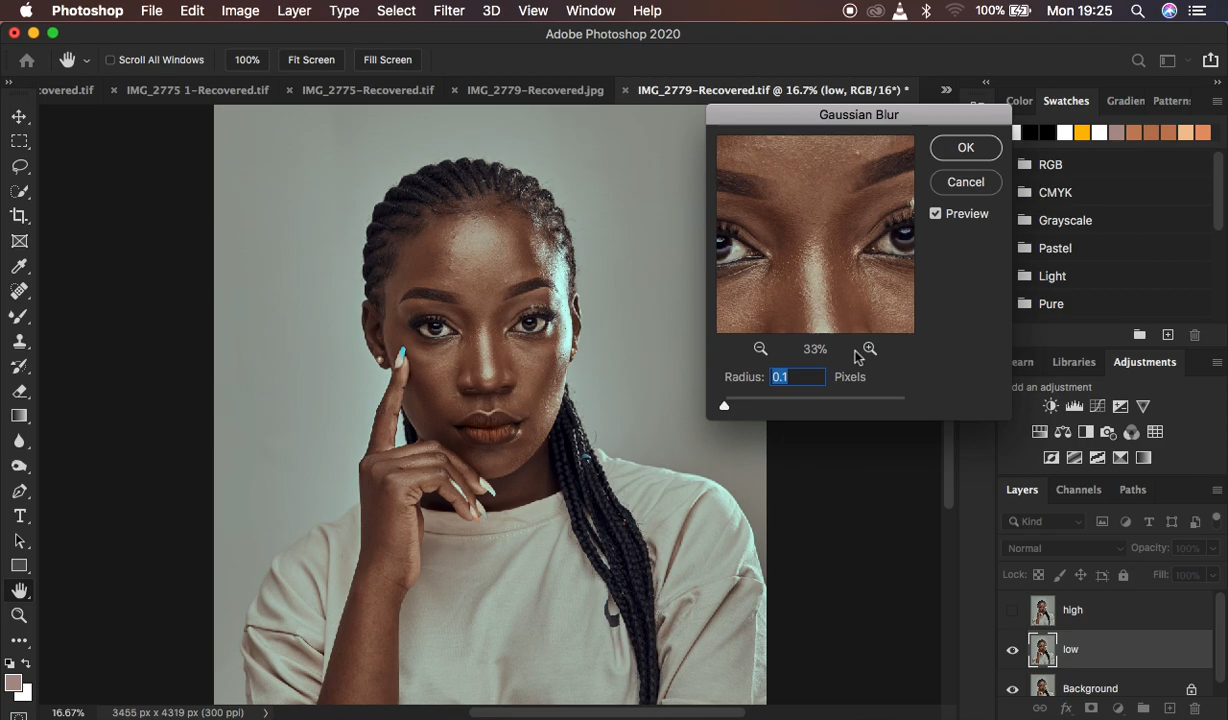 Photoshop File Edit Image Layer Type Select Filter 3D View Window Help 100% Mon 19:25
Adobe Photoshop 2020
Scroll All Windows 100% Fit Screen Fill Screen
overed.tif × IMG_2775 1-Recovered.tif × IMG_2775-Recovered.tif × IMG_2779-Recovered.jpg × IMG_2779-Recovered.tif @ 16.7% (low, RGB/16*) *
Color Swatches Gradien Patterns
Gaussian Blur
OK
Cancel
Preview
33%
Radius: 0.1 Pixels
RGB
CMYK
Grayscale
Pastel
Light
Pure
earn Libraries Adjustments
dd an adjustment
Layers Channels Paths
Kind
Normal Opacity: 100%
Lock: Fill: 100%
high
low
Background
16.67% 3455 px x 4319 px (300 ppi)